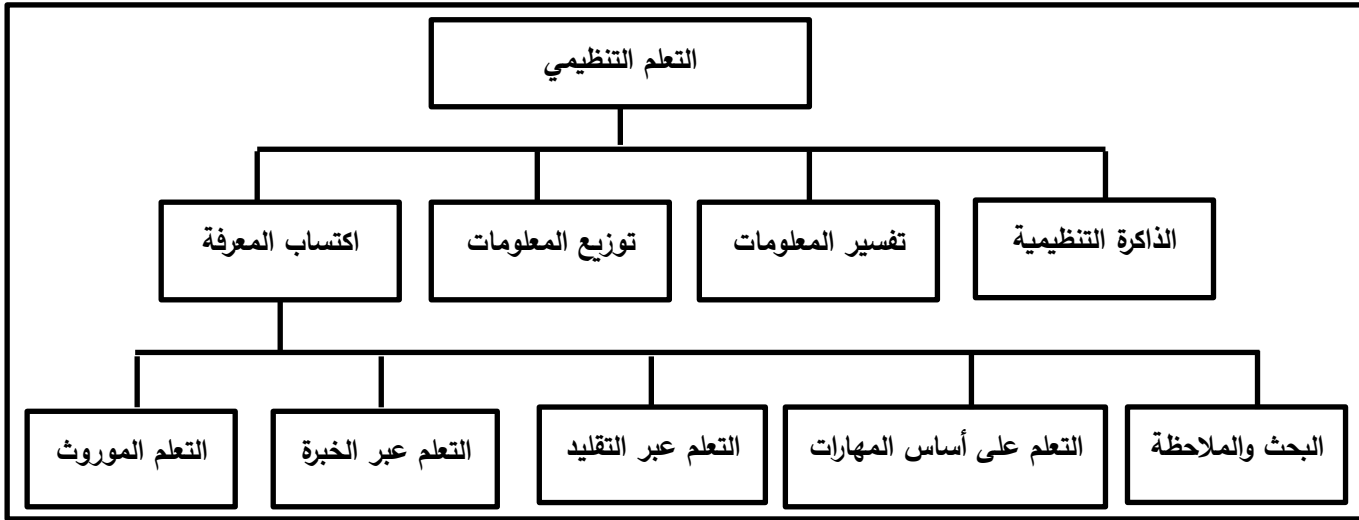 التعلم التنظيمي
الذاكرة التنظيمية
تفسير المعلومات
توزيع المعلومات
اكتساب المعرفة
البحث والملاحظة
التعلم على أساس المهارات
التعلم عبر التقليد
التعلم عبر الخبرة
التعلم الموروث